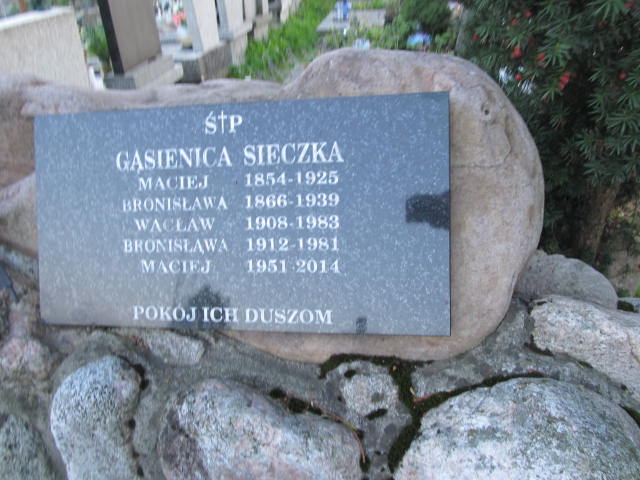 Ś†P
GĄSIENICA SIECZKA
MACIEJ 1854-1925
BRONISŁAWA 1866-1939
WACŁAW 1908-1983
BRONISŁAWA 1912-1981
MACIEJ 1951-2014
POKÓJ ICH DUSZOM